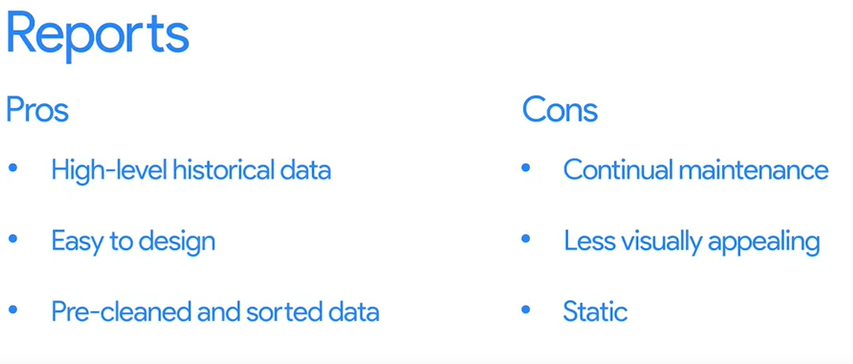 Reports
Pros
• High-level historical data
• Easy to design
• Pre-cleaned and sorted data
Cons
• Continual maintenance
• Less visually appealing
• Static